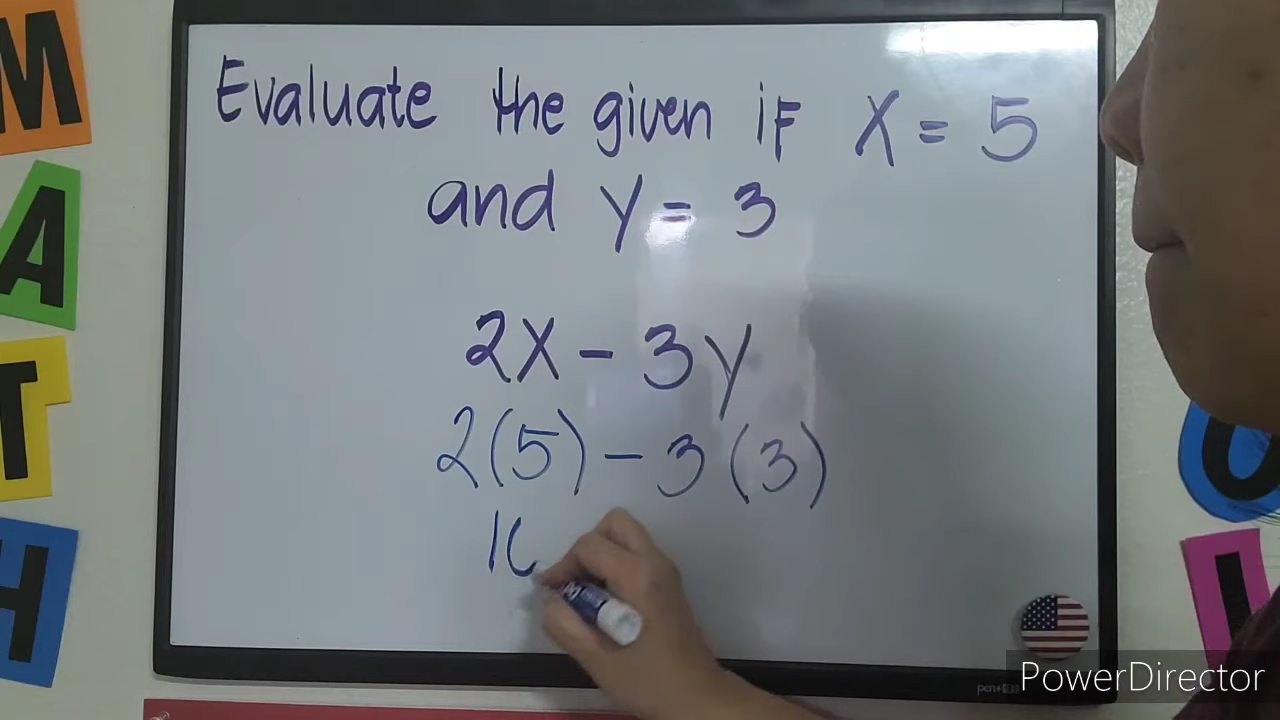 Evaluate the given if x = 5
and y = 3
2x - 3y
2(5) - 3(3)
10
M
A
T
H
PowerDirector